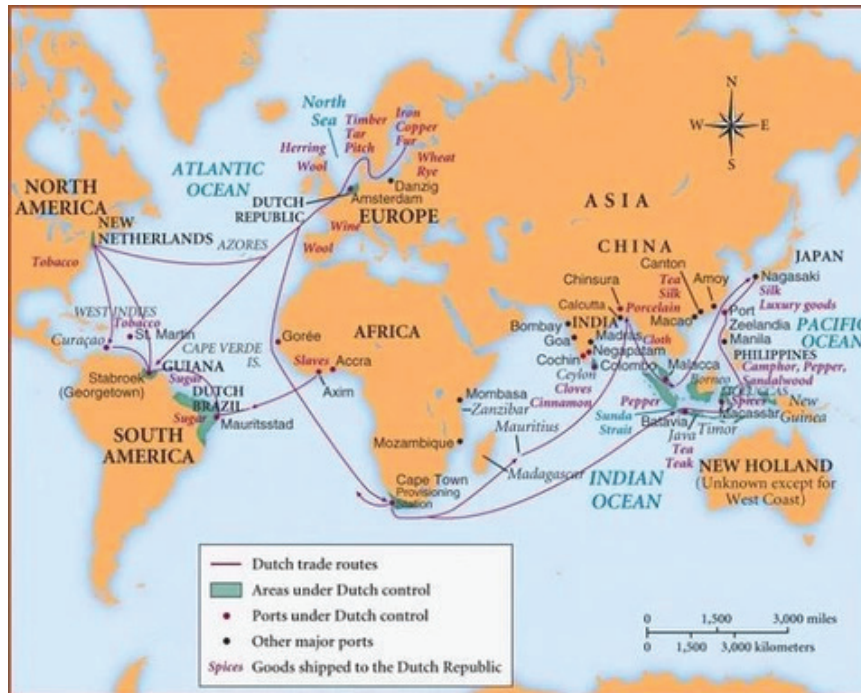 N
W E
S
North
Sea
Timber
Tar
Pitch
Iron
Copper
Fur
Herring
Wool
Wheat
Rye
ATLANTIC
OCEAN
NORTH
AMERICA
DUTCH
REPUBLIC
Amsterdam
Danzig
EUROPE
ASIA
NEW
NETHERLANDS
AZORES
Wine
Wool
CHINA
JAPAN
Tobacco
Canton
Amoy
Nagasaki
Chinsura
Tea
Silk
Silk
Luxury goods
WEST INDIES
Tobacco
St. Martin
Calcutta
Porcelain
Macao
Port
Zeelandia
PACIFIC
OCEAN
Curaçao
CAPE VERDE
IS.
Gorée
AFRICA
Bombay
INDIA
Goa
Madras
Cloth
Manila
Negapatam
Cochin
Colombo
Malacca
PHILIPPINES
GUIANA
Stabroek
(Georgetown)
Sugar
Slaves
Accra
Axim
Ceylon
Cloves
Cinnamon
Borneo
Camphor, Pepper,
Sandalwood
MOLUCCAS
Spices
New
Guinea
DUTCH
BRAZIL
Sugar
Mauritsstad
Mombasa
Zanzibar
Mauritius
Pepper
Sunda
Strait
Batavia
Macassar
Java
Timor
Tea
Teak
SOUTH
AMERICA
Mozambique
Madagascar
Cape Town
Provisioning
Station
INDIAN
OCEAN
NEW HOLLAND
(Unknown except for
West Coast)
Dutch trade routes
Areas under Dutch control
Ports under Dutch control
Other major ports
Spices Goods shipped to the Dutch Republic
0 1,500 3,000 miles
0 1,500 3,000 kilometers